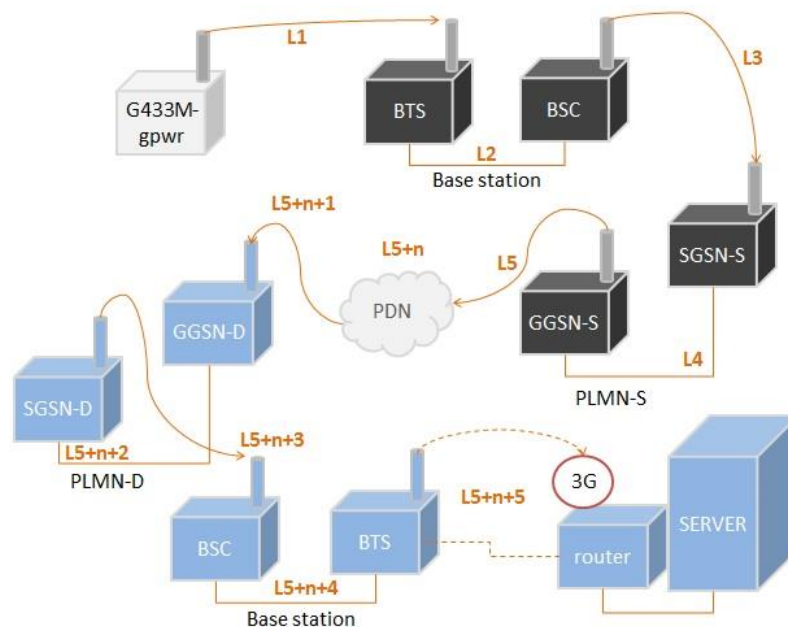 L1
G433M-
gpwr
BTS
BSC
L3
L2
Base station
SGSN-S
L5+n+1
L5+n
L5
PDN
GGSN-D
GGSN-S
L4
PLMN-S
SGSN-D
L5+n+2
PLMN-D
L5+n+3
3G
L5+n+5
SERVER
BSC
BTS
router
L5+n+4
Base station